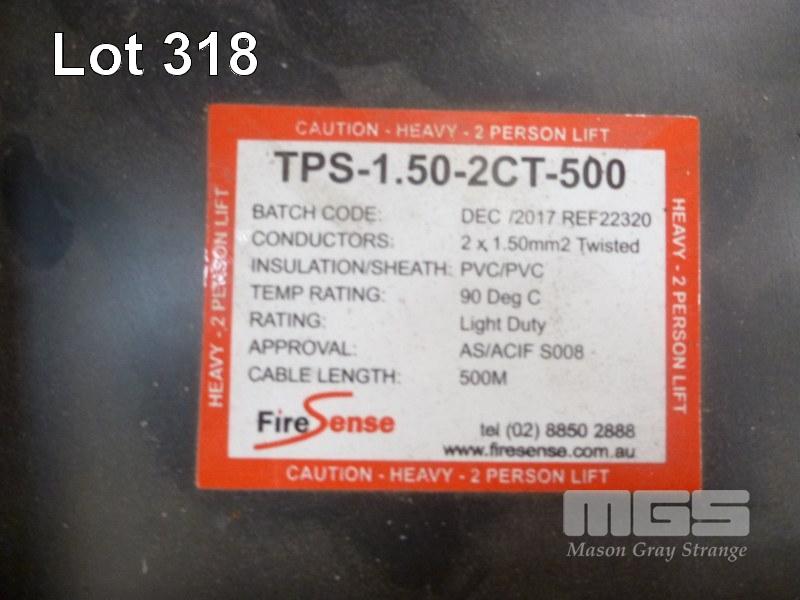 Lot 318
CAUTION - HEAVY - 2 PERSON LIFT
TPS-1.50-2CT-500
BATCH CODE: DEC /2017 REF22320
CONDUCTORS: 2 x 1.50mm2 Twisted
INSULATION/SHEATH: PVC/PVC
TEMP RATING: 90 Deg C
RATING: Light Duty
APPROVAL: AS/ACIF S008
CABLE LENGTH: 500M
FireSense
tel (02) 8850 2888
www.firesense.com.au
CAUTION - HEAVY - 2 PERSON LIFT
HEAVY - 2 PERSON LIFT
HEAVY - 2 PERSON LIFT
MGS
Mason Gray Strange